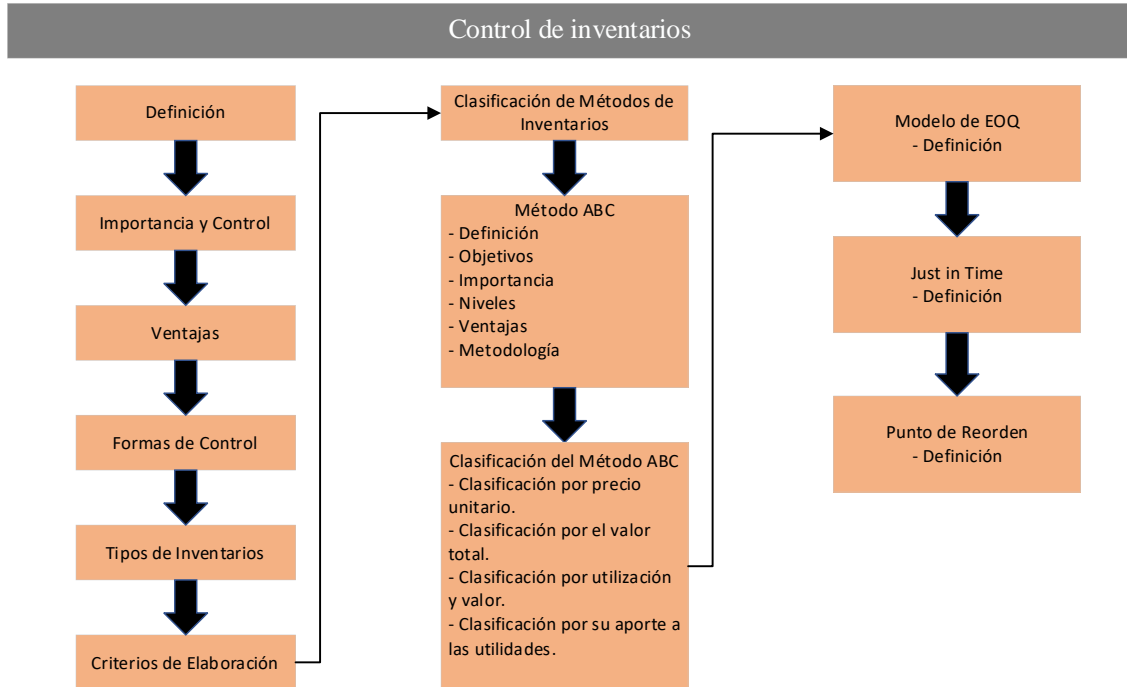 Control de inventarios
Definición
Importancia y Control
Ventajas
Formas de Control
Tipos de Inventarios
Criterios de Elaboración
Clasificación de Métodos de
Inventarios
Método ABC
- Definición
- Objetivos
- Importancia
- Niveles
- Ventajas
- Metodología
Clasificación del Método ABC
- Clasificación por precio
unitario.
- Clasificación por el valor
total.
- Clasificación por utilización
y valor.
- Clasificación por su aporte a
las utilidades.
Modelo de EOQ
- Definición
Just in Time
- Definición
Punto de Reorden
- Definición